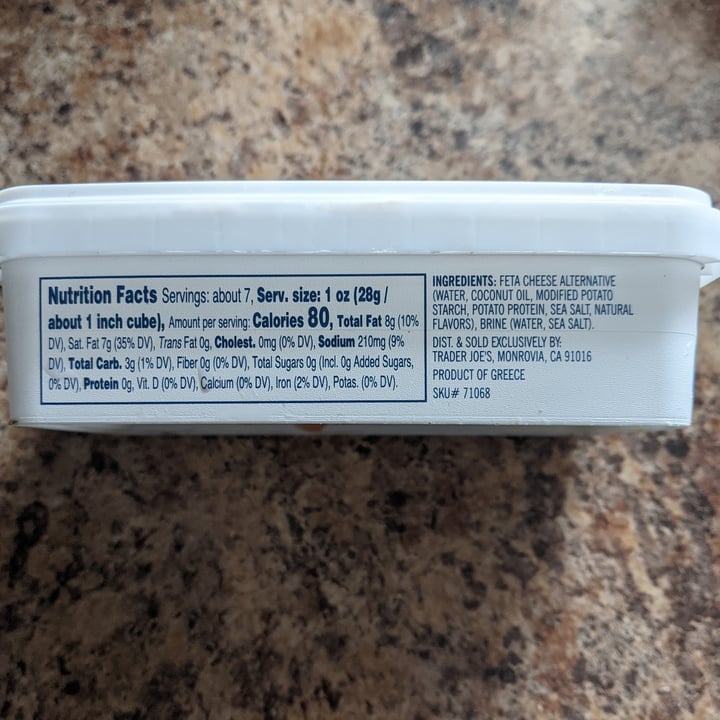 Nutrition Facts Servings: about 7, Serv. size: 1 oz (28g /
about 1 inch cube), Amount per serving: Calories 80, Total Fat 8g (10%
DV), Sat. Fat 7g (35% DV), Trans Fat 0g, Cholest. 0mg (0% DV), Sodium 210mg (9%
DV), Total Carb. 3g (1% DV), Fiber 0g (0% DV), Total Sugars 0g (Incl. 0g Added Sugars,
0% DV), Protein 0g, Vit. D (0% DV), Calcium (0% DV), Iron (2% DV), Potas. (0% DV).
INGREDIENTS: FETA CHEESE ALTERNATIVE
(WATER, COCONUT OIL, MODIFIED POTATO
STARCH, POTATO PROTEIN, SEA SALT, NATURAL
FLAVORS), BRINE (WATER, SEA SALT).
DIST. & SOLD EXCLUSIVELY BY:
TRADER JOE'S, MONROVIA, CA 91016
PRODUCT OF GREECE
SKU# 71068